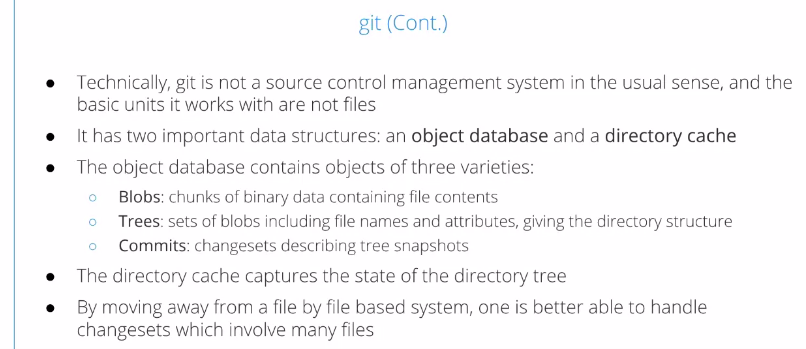 git (Cont.)
● Technically, git is not a source control management system in the usual sense, and the
basic units it works with are not files
● It has two important data structures: an object database and a directory cache
● The object database contains objects of three varieties:
○ Blobs: chunks of binary data containing file contents
○ Trees: sets of blobs including file names and attributes, giving the directory structure
○ Commits: changesets describing tree snapshots
● The directory cache captures the state of the directory tree
● By moving away from a file by file based system, one is better able to handle
changesets which involve many files